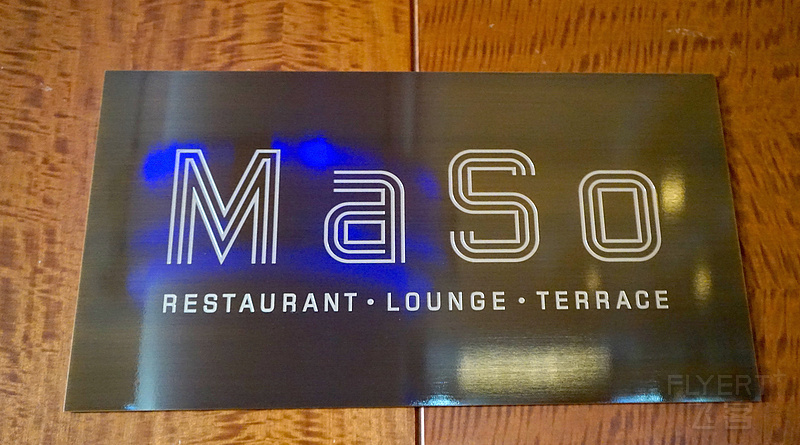 MaSo
RESTAURANT • LOUNGE • TERRACE
FLYERT